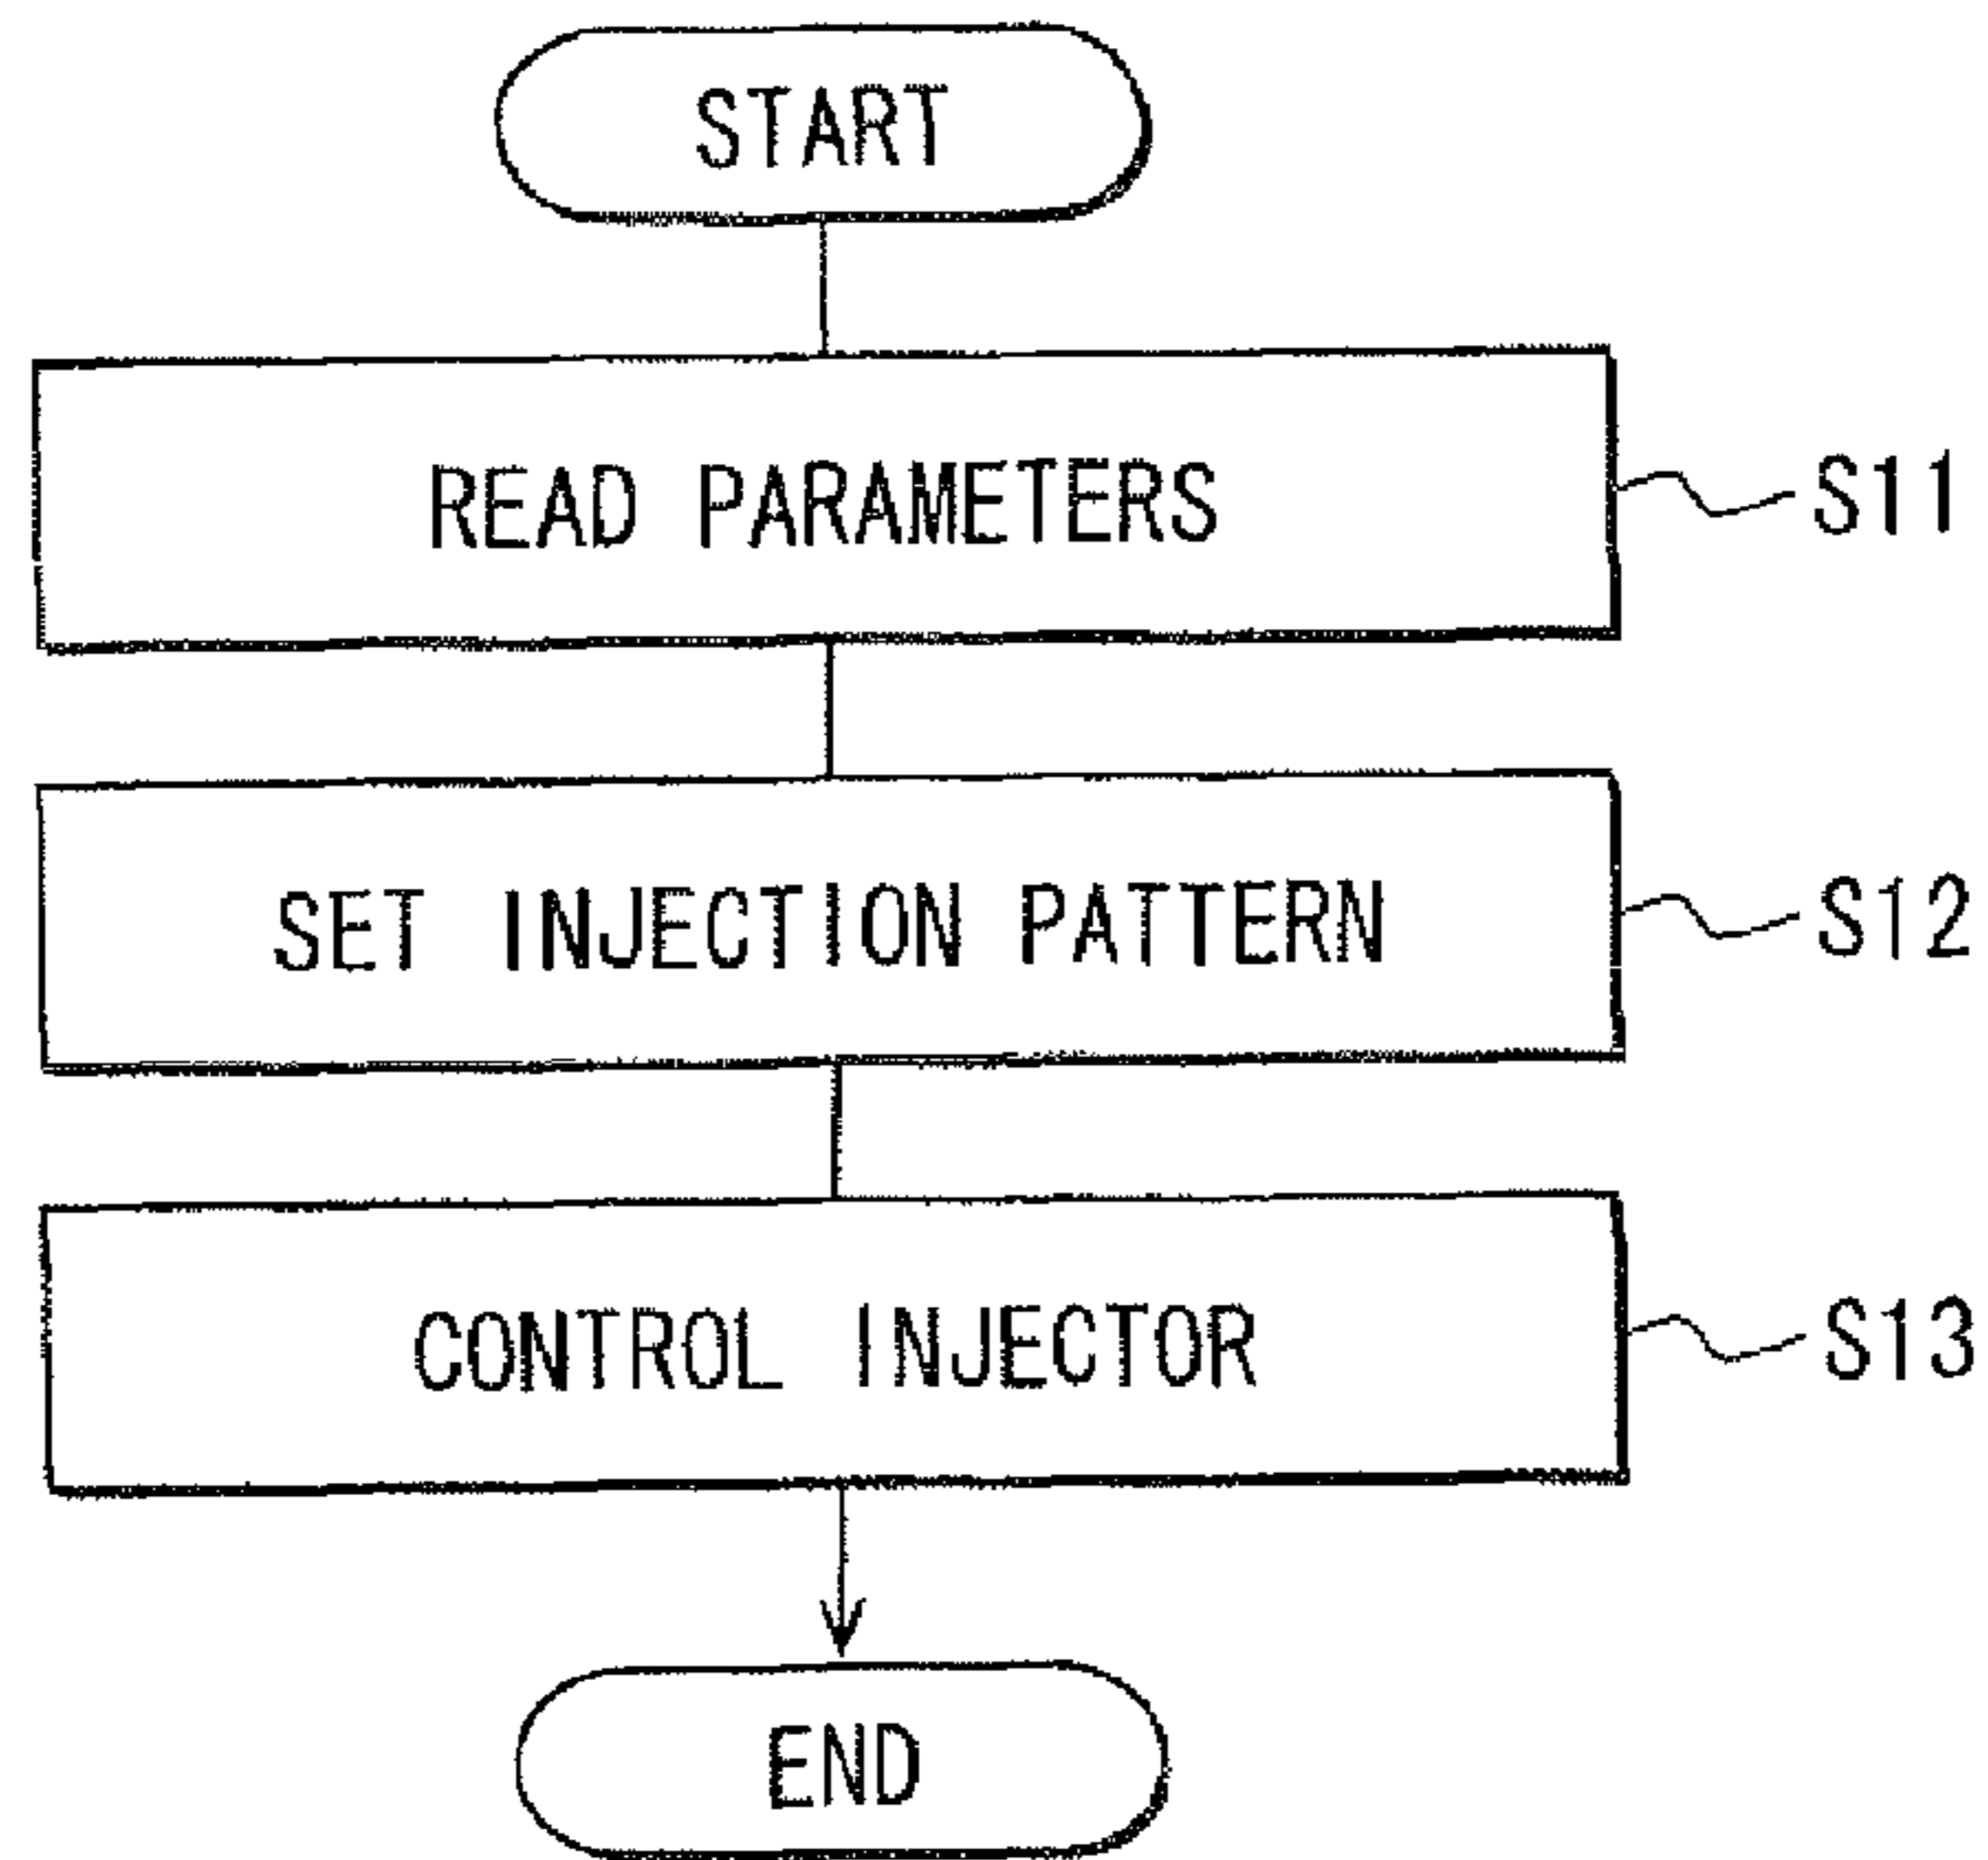 START
READ PARAMETERS
S11
SET INJECTION PATTERN
S12
CONTROL INJECTOR
S13
END